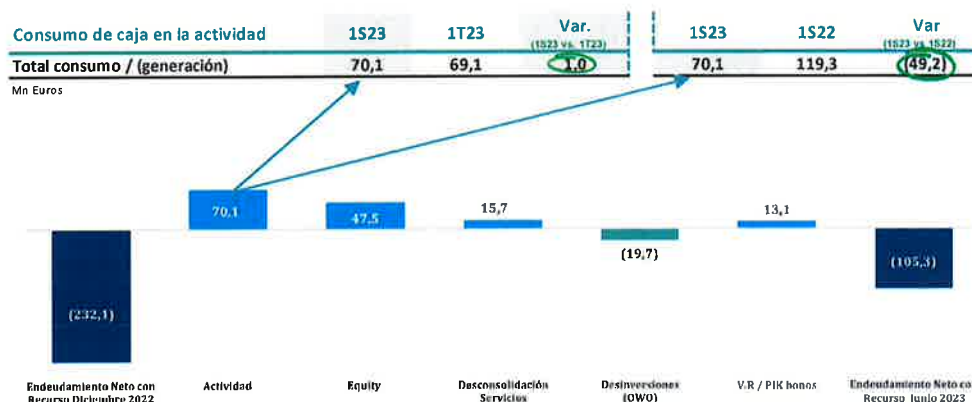 Consumo de caja en la actividad 1S23 1T23 Var. 1S23 1S22 Var
(1S23 vs. 1T23) (1S23 vs 1S22)
Total consumo / (generación) 70,1 69,1 1,0 70,1 119,3 (49,2)
Mn Euros
70,1
47,5
15,7
(19,7)
13,1
(105,3)
(232,1)
Endeudamiento Neto con Actividad Equity Desconsolidación Desinversiones V.R / PIK bonos Endeudamiento Neto co
Recurso Diciembre 2022 Servicios (OWO) Recurso Junio 2023